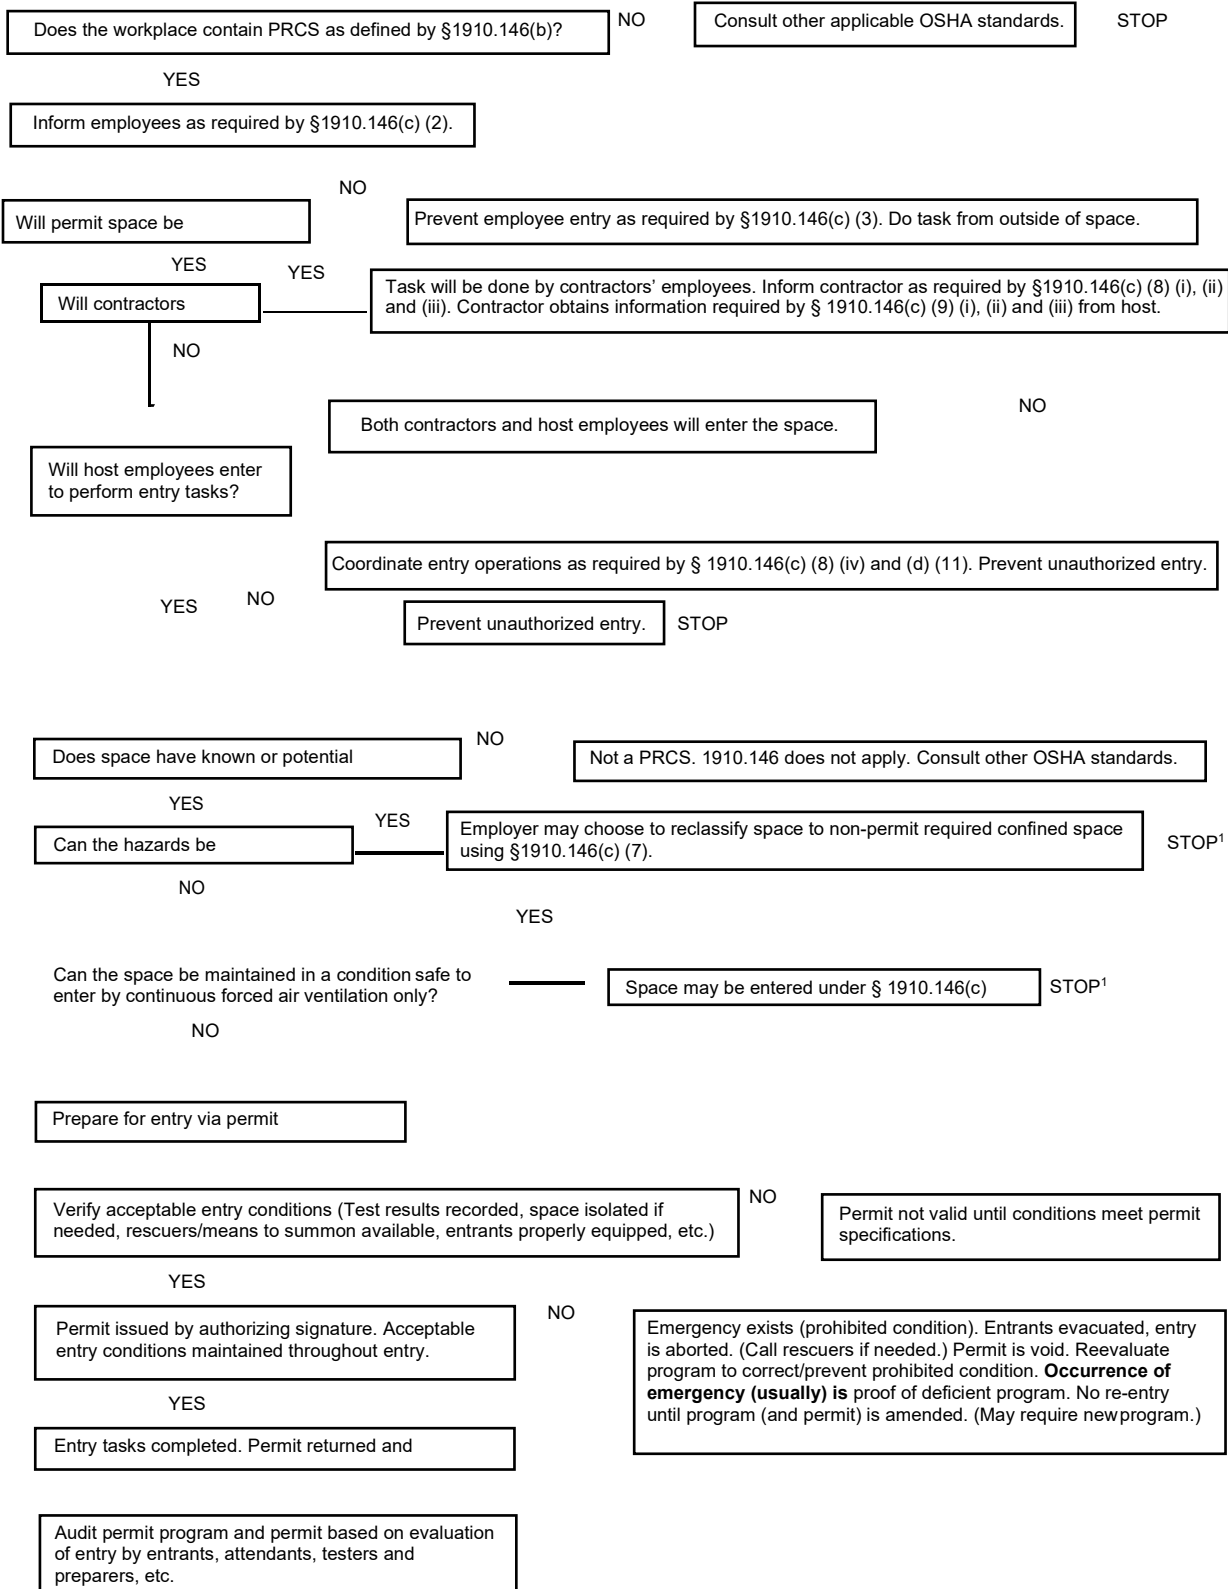 Does the workplace contain PRCS as defined by §1910.146(b)?
NO
Consult other applicable OSHA standards.
STOP
YES
Inform employees as required by §1910.146(c) (2).
NO
Will permit space be
Prevent employee entry as required by §1910.146(c) (3). Do task from outside of space.
YES
YES
Will contractors
Task will be done by contractors’ employees. Inform contractor as required by §1910.146(c) (8) (i), (ii)
and (iii). Contractor obtains information required by § 1910.146(c) (9) (i), (ii) and (iii) from host.
NO
Both contractors and host employees will enter the space.
NO
Will host employees enter
to perform entry tasks?
Coordinate entry operations as required by § 1910.146(c) (8) (iv) and (d) (11). Prevent unauthorized entry.
YES
NO
Prevent unauthorized entry.
STOP
Does space have known or potential
NO
Not a PRCS. 1910.146 does not apply. Consult other OSHA standards.
YES
Can the hazards be
YES
Employer may choose to reclassify space to non-permit required confined space
using §1910.146(c) (7).
STOP¹
NO
YES
Can the space be maintained in a condition safe to
enter by continuous forced air ventilation only?
Space may be entered under § 1910.146(c)
STOP¹
NO
Prepare for entry via permit
Verify acceptable entry conditions (Test results recorded, space isolated if
needed, rescuers/means to summon available, entrants properly equipped, etc.)
NO
Permit not valid until conditions meet permit
specifications.
YES
Permit issued by authorizing signature. Acceptable
entry conditions maintained throughout entry.
NO
Emergency exists (prohibited condition). Entrants evacuated, entry
is aborted. (Call rescuers if needed.) Permit is void. Reevaluate
program to correct/prevent prohibited condition. Occurrence of
emergency (usually) is proof of deficient program. No re-entry
until program (and permit) is amended. (May require newprogram.)
YES
Entry tasks completed. Permit returned and
Audit permit program and permit based on evaluation
of entry by entrants, attendants, testers and
preparers, etc.